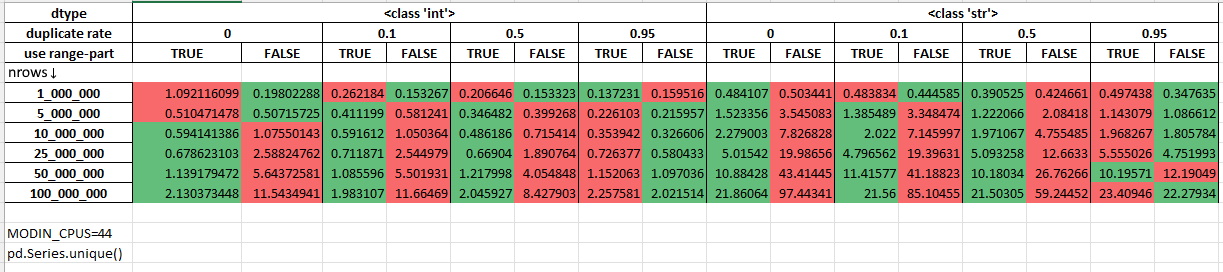 dtype <class 'int'> <class 'str'>
duplicate rate 0 0.1 0.5 0.95 0 0.1 0.5 0.95
use range-part TRUE FALSE TRUE FALSE TRUE FALSE TRUE FALSE TRUE FALSE TRUE FALSE TRUE FALSE TRUE FALSE
nrows↓
1_000_000 1.092116099 0.19802288 0.262184 0.153267 0.206646 0.153323 0.137231 0.159516 0.484107 0.503441 0.483834 0.444585 0.390525 0.424661 0.497438 0.347635
5_000_000 0.510471478 0.50715725 0.411199 0.581241 0.346482 0.399268 0.226103 0.215957 1.523356 3.545083 1.385489 3.348474 1.222066 2.08418 1.143079 1.086612
10_000_000 0.594141386 1.07550143 0.591612 1.050364 0.486186 0.715414 0.353942 0.326606 2.279003 7.826828 2.022 7.145997 1.971067 4.755485 1.968267 1.805784
25_000_000 0.678623103 2.58824762 0.711871 2.544979 0.66904 1.890764 0.726377 0.580433 5.01542 19.98656 4.796562 19.39631 5.093258 12.6633 5.555026 4.751993
50_000_000 1.139179472 5.64372581 1.085596 5.501931 1.217998 4.054848 1.152063 1.097036 10.88428 43.41445 11.41577 41.18823 10.18034 26.76266 10.19571 12.19049
100_000_000 2.130373448 11.5434941 1.983107 11.66469 2.045927 8.427903 2.257581 2.021514 21.86064 97.44341 21.56 85.10455 21.50305 59.24452 23.40946 22.27934
MODIN_CPUS=44
pd.Series.unique()